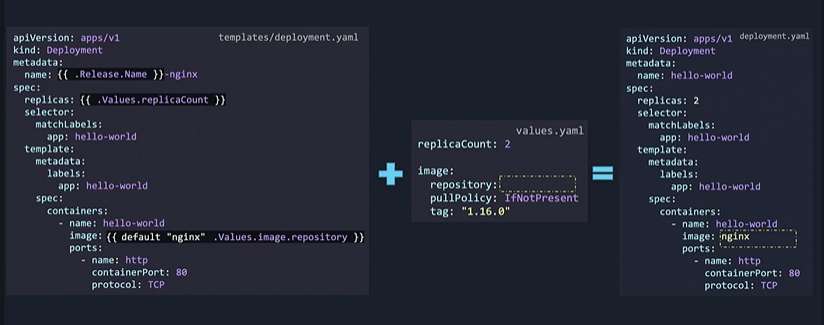 templates/deployment.yaml
apiVersion: apps/v1
kind: Deployment
metadata:
  name: {{ .Release.Name }}-nginx
spec:
  replicas: {{ .Values.replicaCount }}
  selector:
    matchLabels:
      app: hello-world
  template:
    metadata:
      labels:
        app: hello-world
    spec:
      containers:
        - name: hello-world
          image: {{ default "nginx" .Values.image.repository }}
          ports:
            - name: http
              containerPort: 80
              protocol: TCP
+
values.yaml
replicaCount: 2
image:
  repository:
  pullPolicy: IfNotPresent
  tag: "1.16.0"
=
deployment.yaml
apiVersion: apps/v1
kind: Deployment
metadata:
  name: hello-world
spec:
  replicas: 2
  selector:
    matchLabels:
      app: hello-world
  template:
    metadata:
      labels:
        app: hello-world
    spec:
      containers:
        - name: hello-world
          image: nginx
          ports:
            - name: http
              containerPort: 80
              protocol: TCP